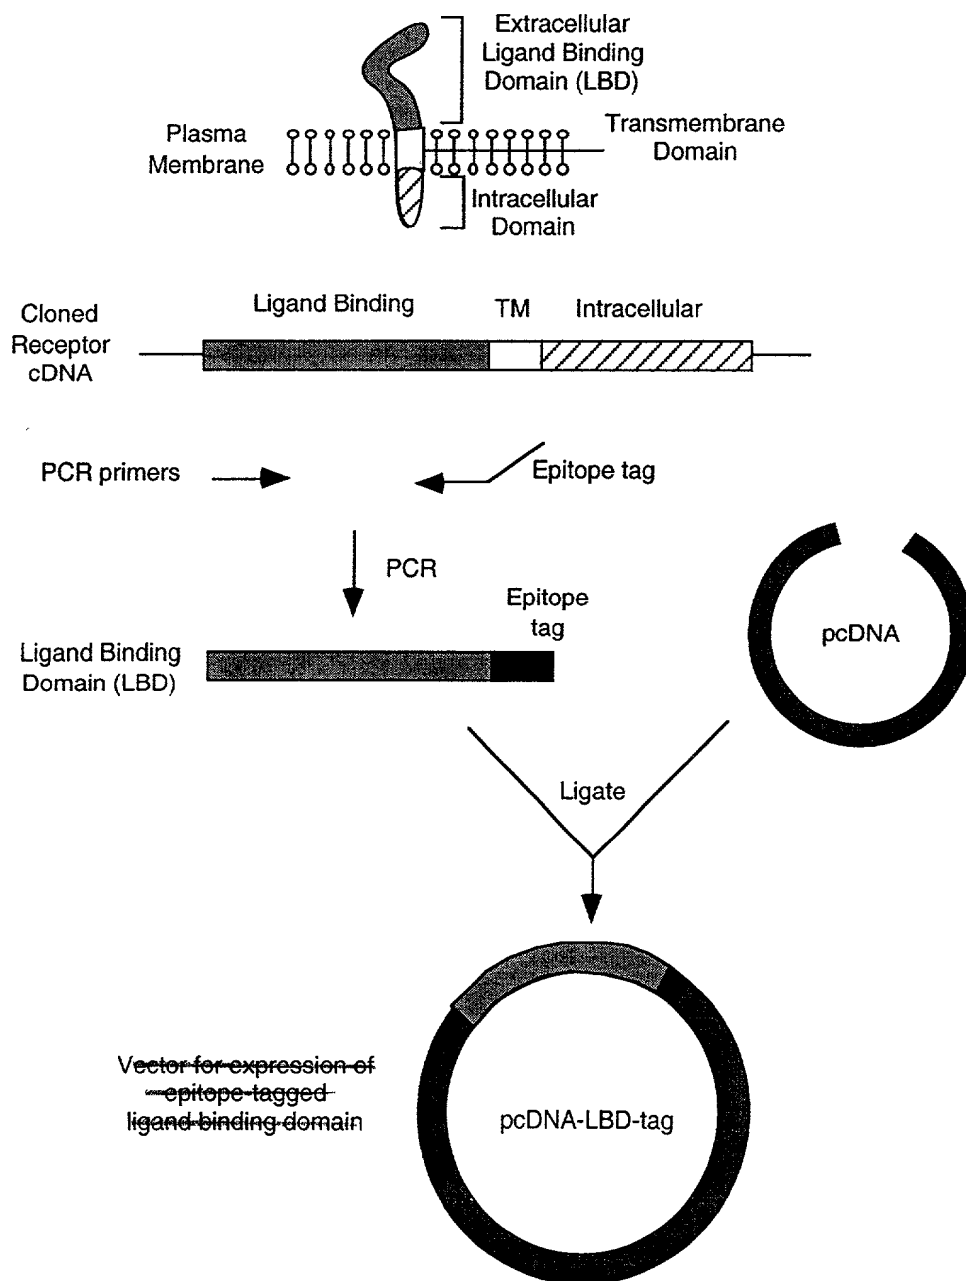 Extracellular
Ligand Binding
Domain (LBD)
Plasma
Membrane
Transmembrane
Domain
Intracellular
Domain
Ligand Binding
TM
Intracellular
Cloned
Receptor
cDNA
PCR primers
Epitope tag
PCR
Epitope
tag
pcDNA
Ligand Binding
Domain (LBD)
Ligate
Vector for expression of
epitope-tagged
ligand binding domain
pcDNA-LBD-tag